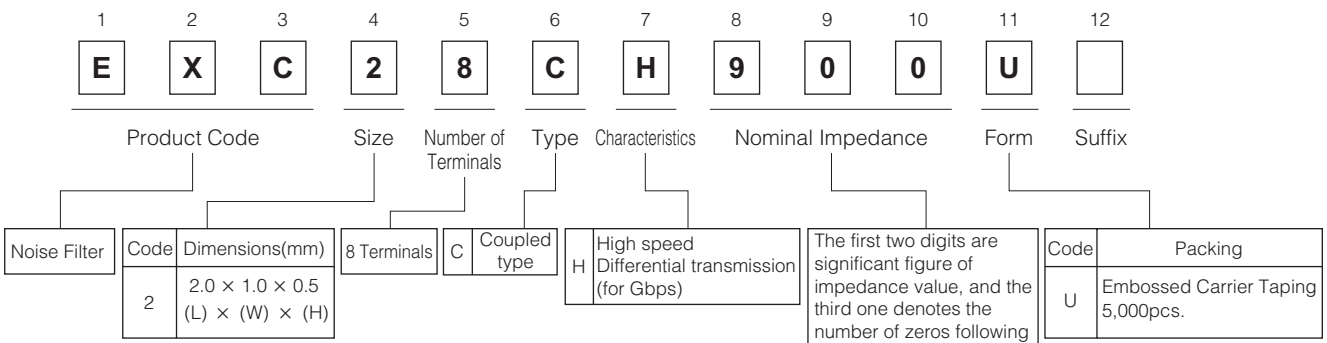 1 2 3 4 5 6 7 8 9 10 11 12
E X C 2 8 C H 9 0 0 U
Product Code Size Number of Terminals Type Characteristics Nominal Impedance Form Suffix
Noise Filter
Code Dimensions(mm)
2 2.0 × 1.0 × 0.5
(L) × (W) × (H)
8 Terminals
C Coupled
type
H High speed
Differential transmission
(for Gbps)
The first two digits are
significant figure of
impedance value, and the
third one denotes the
number of zeros following
Code Packing
U Embossed Carrier Taping
5,000pcs.